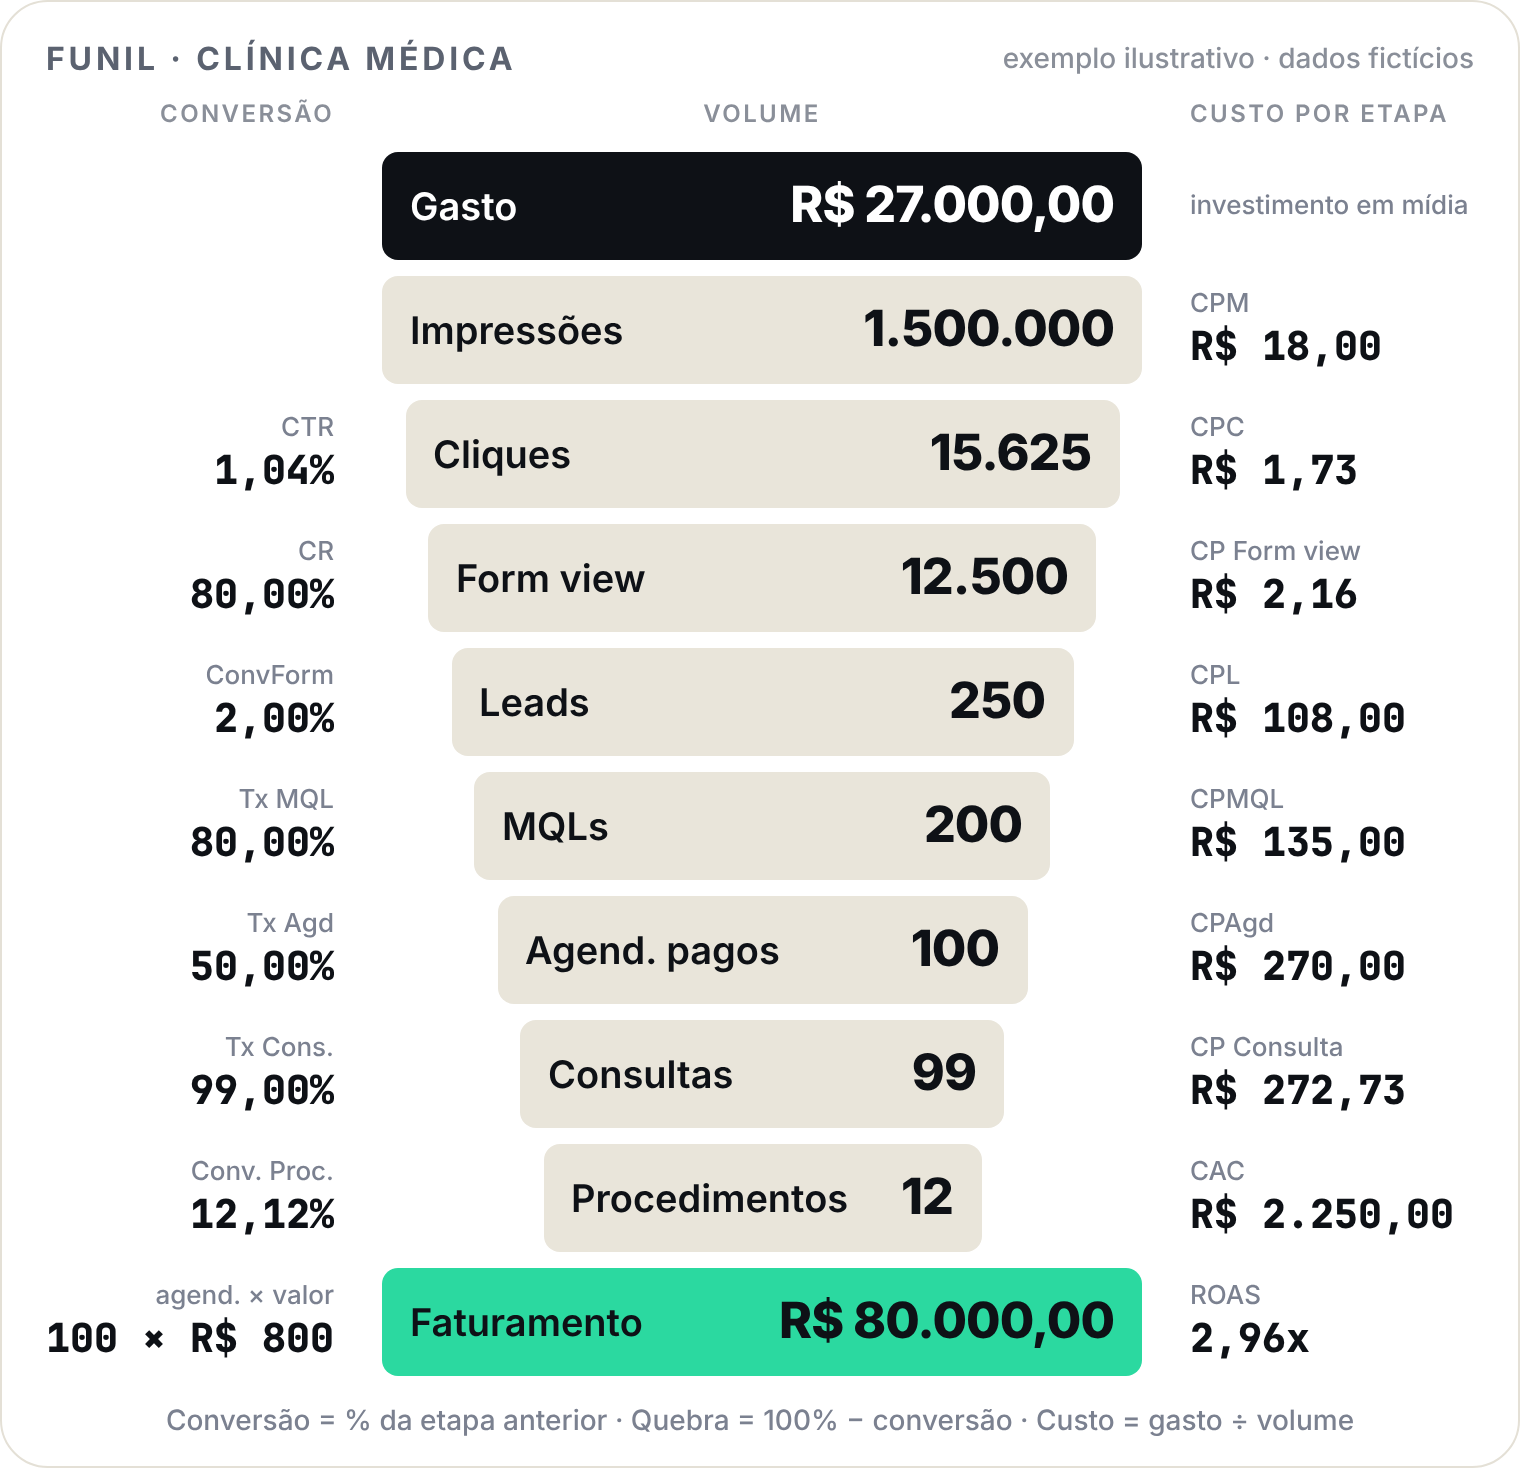 FUNIL · CLÍNICA MÉDICA
exemplo ilustrativo · dados fictícios
CONVERSÃO
VOLUME
CUSTO POR ETAPA
Gasto
R$ 27.000,00
investimento em mídia
Impressões
1.500.000
CPM
R$ 18,00
CTR
1,04%
Cliques
15.625
CPC
R$ 1,73
CR
80,00%
Form view
12.500
CP Form view
R$ 2,16
ConvForm
2,00%
Leads
250
CPL
R$ 108,00
Tx MQL
80,00%
MQLs
200
CPMQL
R$ 135,00
Tx Agd
50,00%
Agend. pagos
100
CPAgd
R$ 270,00
Tx Cons.
99,00%
Consultas
99
CP Consulta
R$ 272,73
Conv. Proc.
12,12%
Procedimentos
12
CAC
R$ 2.250,00
agend. × valor
100 × R$ 800
Faturamento
R$ 80.000,00
ROAS
2,96x
Conversão = % da etapa anterior · Quebra = 100% − conversão · Custo = gasto ÷ volume